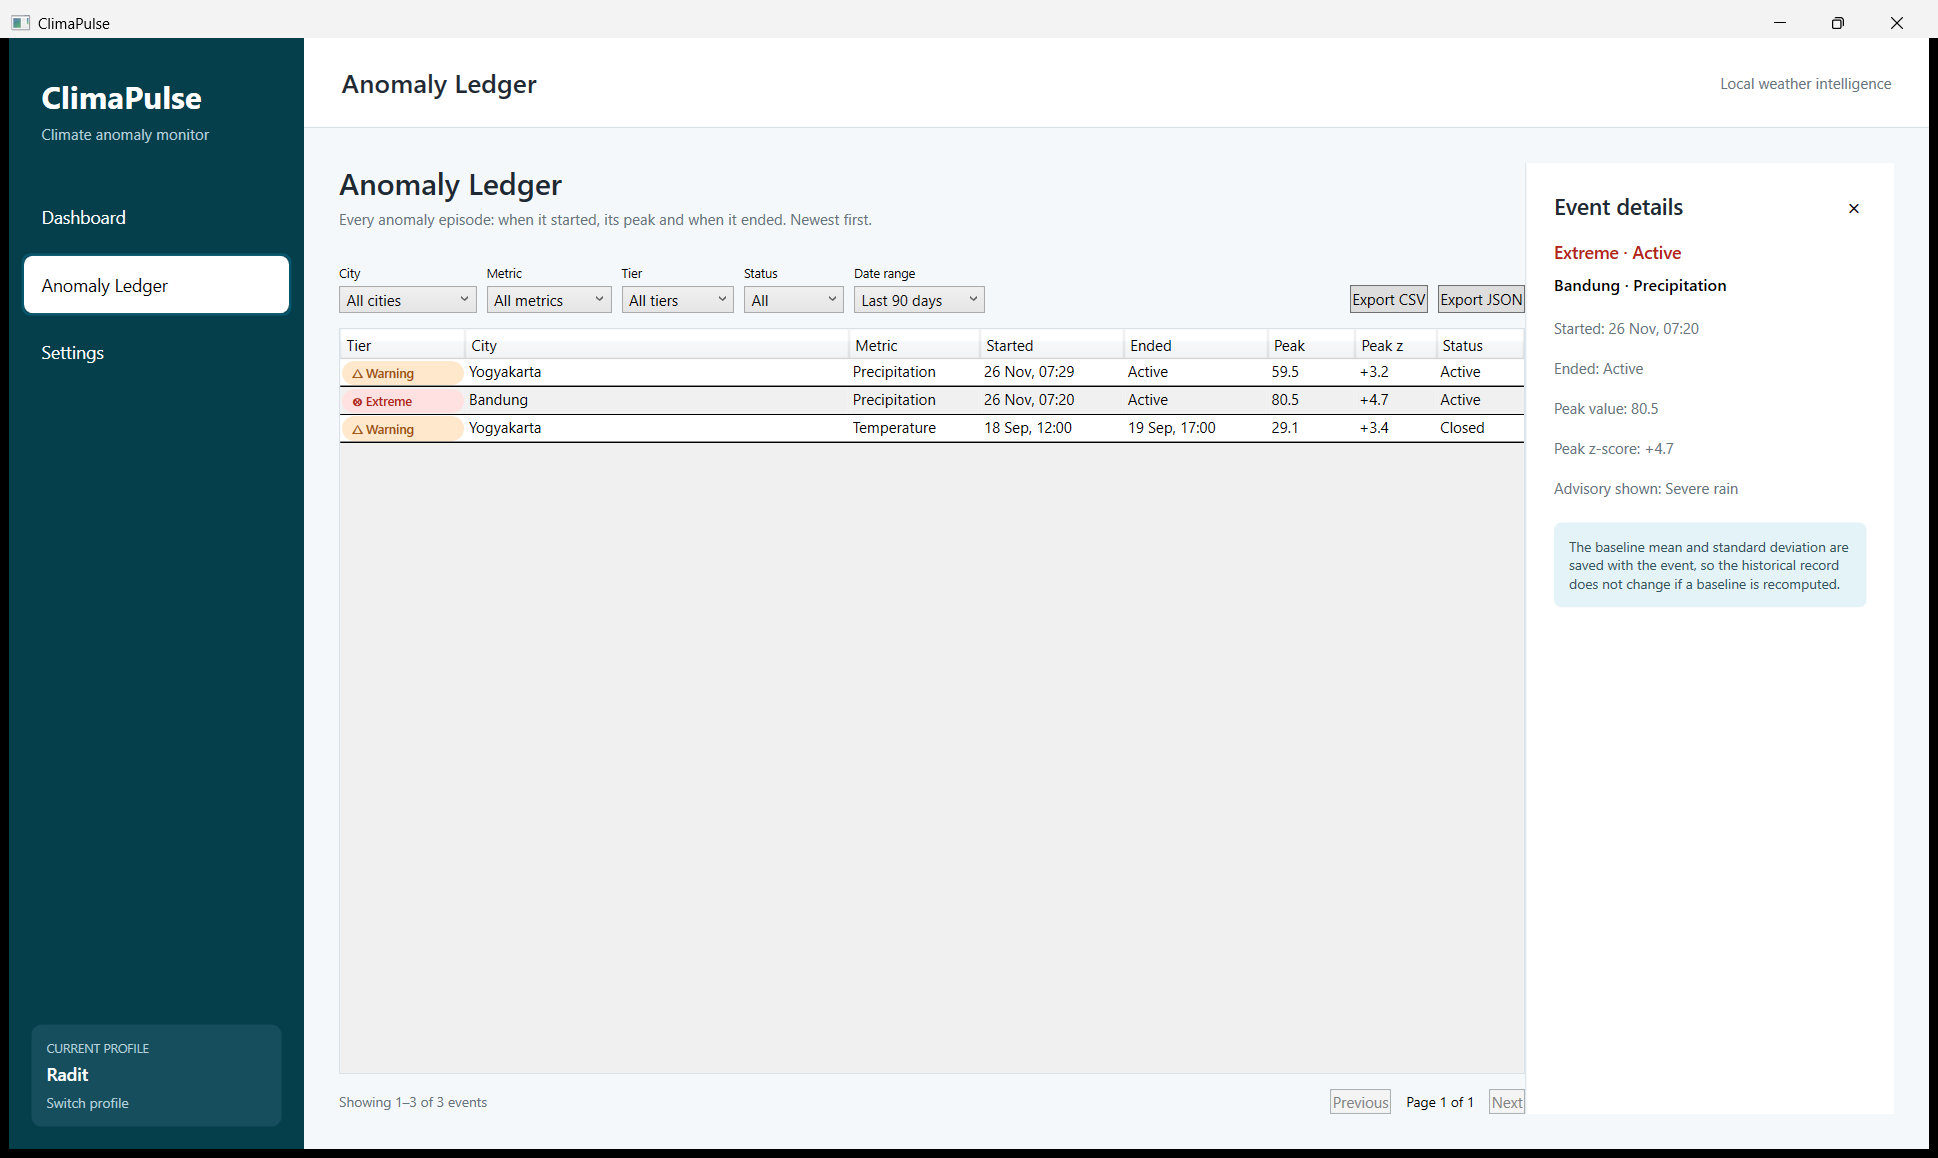 ClimaPulse
ClimaPulse
Climate anomaly monitor
Dashboard
Anomaly Ledger
Settings
CURRENT PROFILE
Radit
Switch profile
Anomaly Ledger
Local weather intelligence
Anomaly Ledger
Every anomaly episode: when it started, its peak and when it ended. Newest first.
City Metric Tier Status Date range
All cities All metrics All tiers All Last 90 days Export CSV Export JSON
Tier City Metric Started Ended Peak Peak z Status
Warning Yogyakarta Precipitation 26 Nov, 07:29 Active 59.5 +3.2 Active
Extreme Bandung Precipitation 26 Nov, 07:20 Active 80.5 +4.7 Active
Warning Yogyakarta Temperature 18 Sep, 12:00 19 Sep, 17:00 29.1 +3.4 Closed
Showing 1–3 of 3 events
Previous Page 1 of 1 Next
Event details
Extreme · Active
Bandung · Precipitation
Started: 26 Nov, 07:20
Ended: Active
Peak value: 80.5
Peak z-score: +4.7
Advisory shown: Severe rain
The baseline mean and standard deviation are
saved with the event, so the historical record
does not change if a baseline is recomputed.